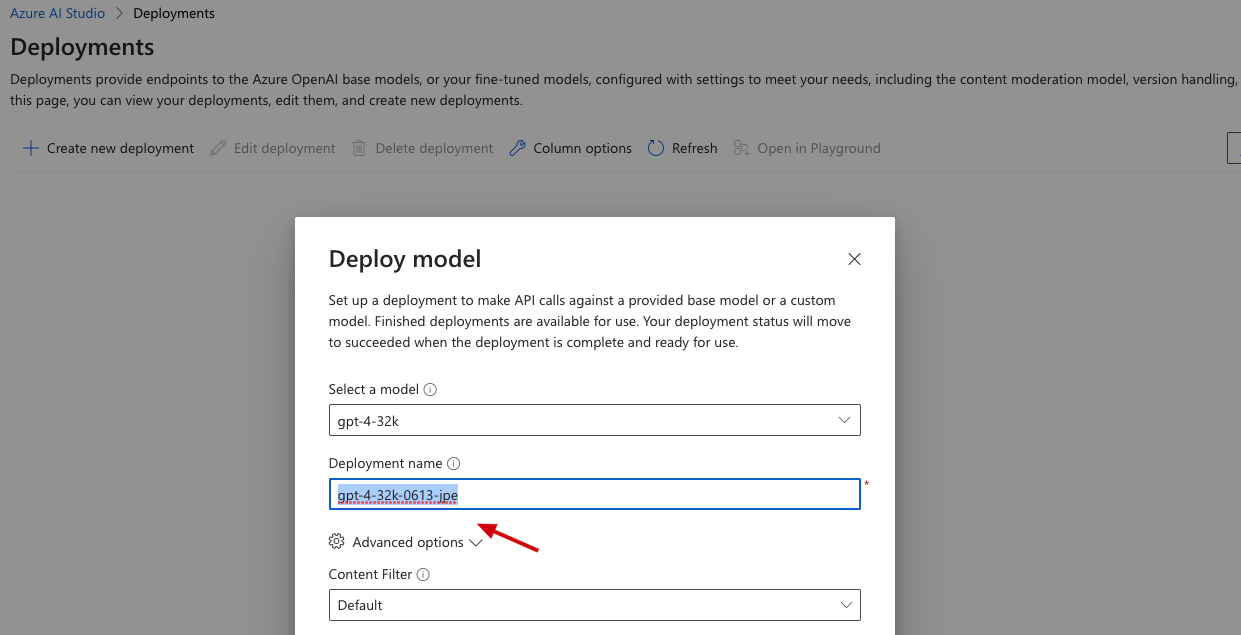 Azure AI Studio > Deployments
Deployments
Deployments provide endpoints to the Azure OpenAI base models, or your fine-tuned models, configured with settings to meet your needs, including the content moderation model, version handling,
this page, you can view your deployments, edit them, and create new deployments.
Create new deployment Edit deployment Delete deployment Column options Refresh Open in Playground
Deploy model
Set up a deployment to make API calls against a provided base model or a custom
model. Finished deployments are available for use. Your deployment status will move
to succeeded when the deployment is complete and ready for use.
Select a model
gpt-4-32k
Deployment name
gpt-4-32k-0613-jpe *
Advanced options
Content Filter
Default